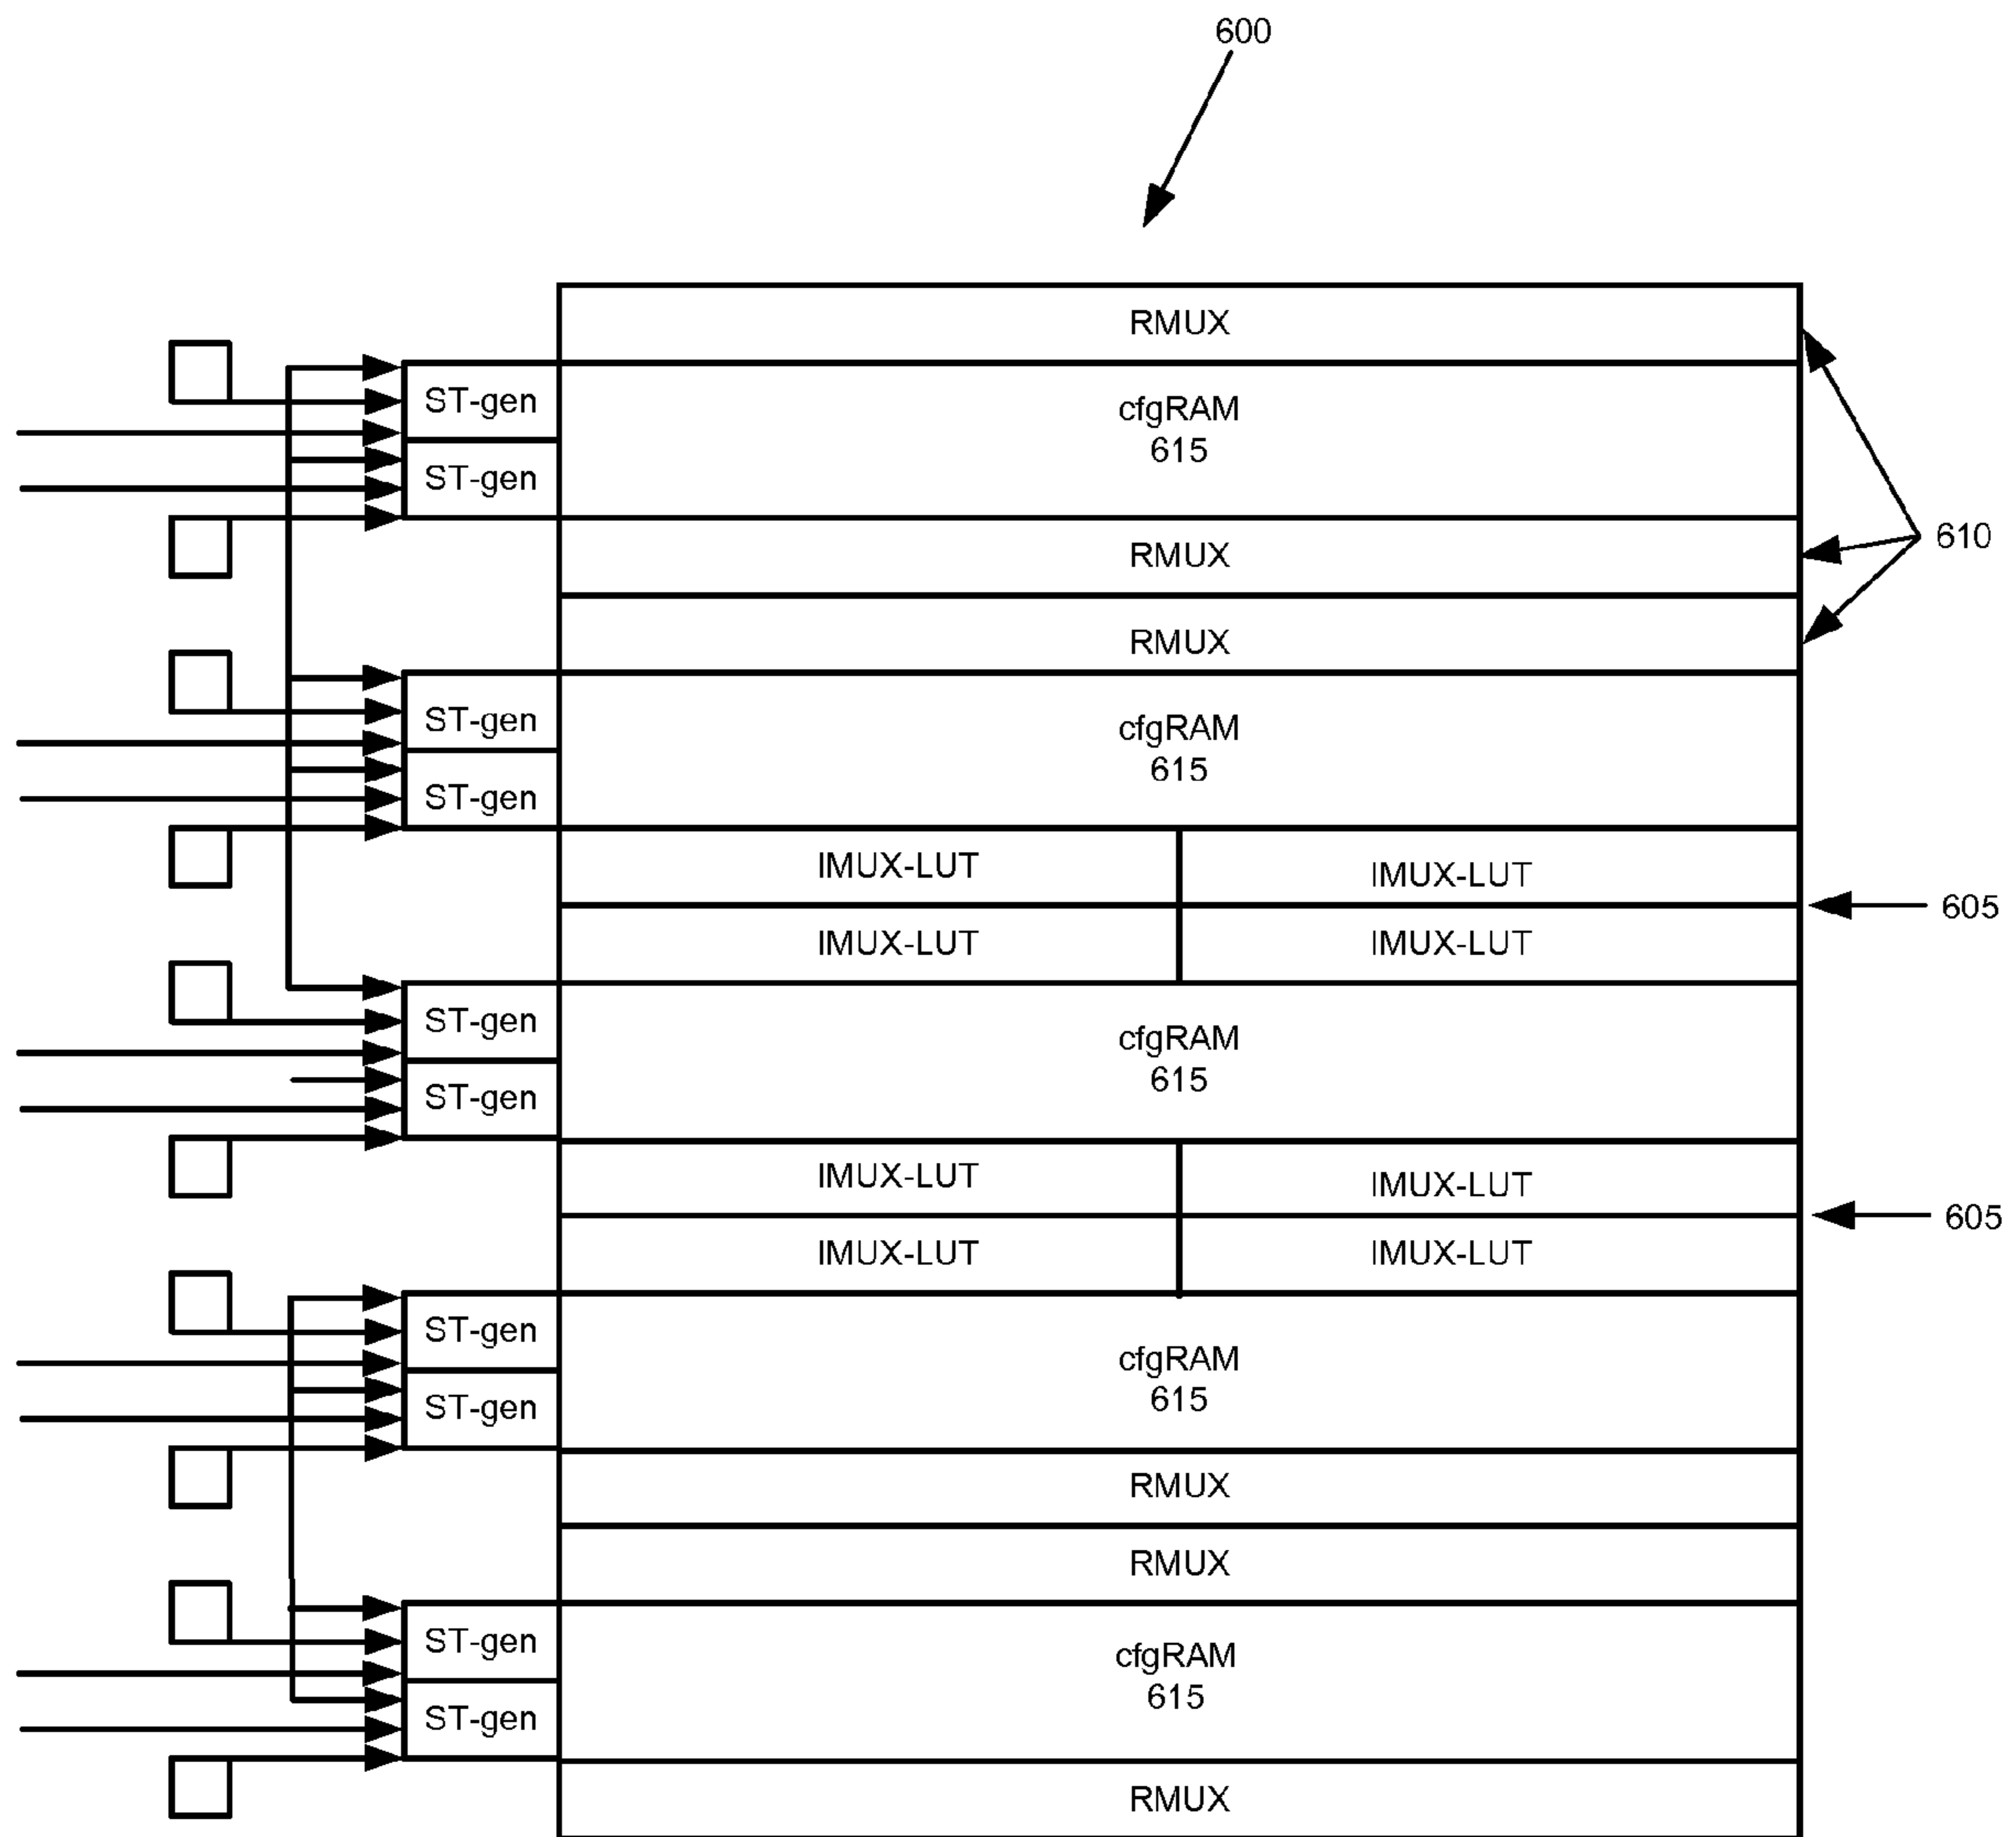 600
RMUX
ST-gen
cfgRAM
615
ST-gen
RMUX
610
RMUX
ST-gen
cfgRAM
615
ST-gen
IMUX-LUT
IMUX-LUT
605
IMUX-LUT
IMUX-LUT
ST-gen
cfgRAM
615
ST-gen
IMUX-LUT
IMUX-LUT
605
IMUX-LUT
IMUX-LUT
ST-gen
cfgRAM
615
ST-gen
RMUX
RMUX
ST-gen
cfgRAM
615
ST-gen
RMUX